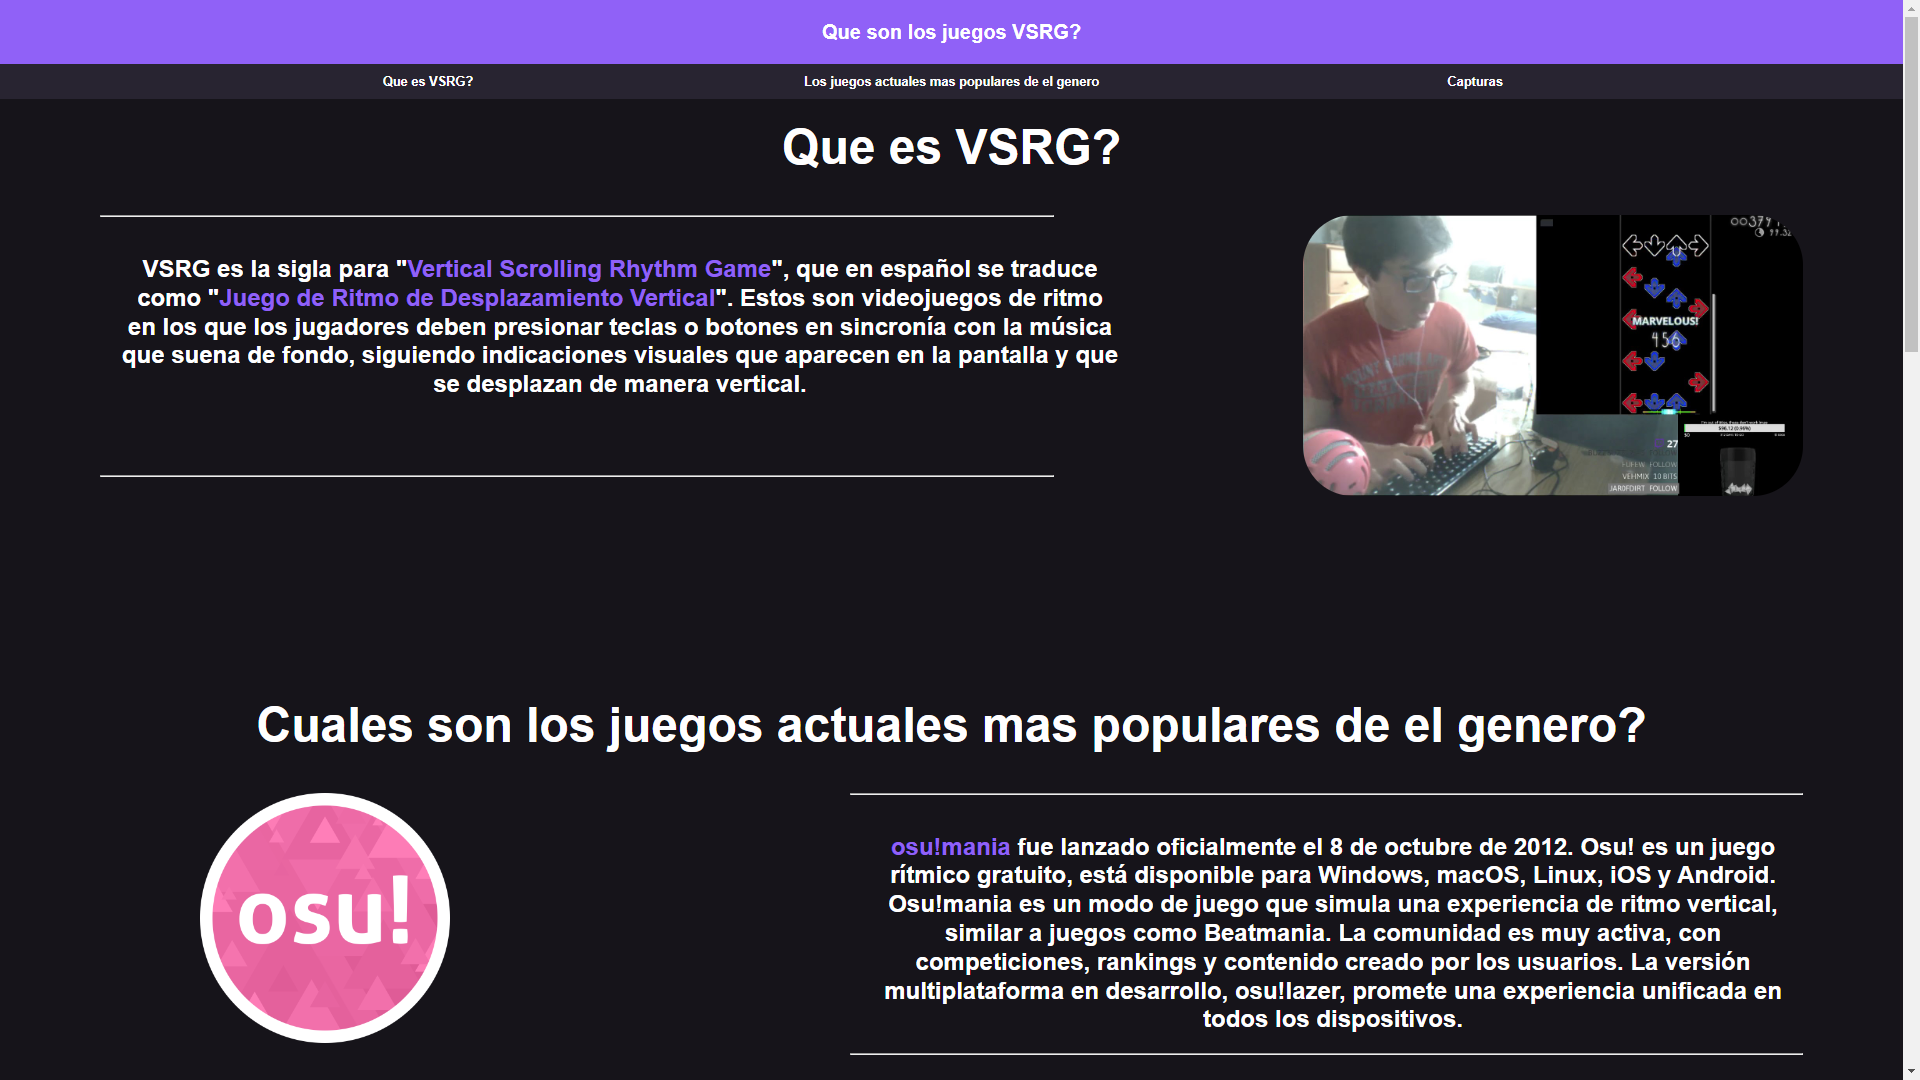 Que son los juegos VSRG?
Que es VSRG?
Los juegos actuales mas populares de el genero
Capturas
Que es VSRG?
VSRG es la sigla para "Vertical Scrolling Rhythm Game", que en español se traduce
como "Juego de Ritmo de Desplazamiento Vertical". Estos son videojuegos de ritmo
en los que los jugadores deben presionar teclas o botones en sincronía con la música
que suena de fondo, siguiendo indicaciones visuales que aparecen en la pantalla y que
se desplazan de manera vertical.
MARVELOUS!
456
27
FOLLOW
VEHMIX 10 BITS
JAR0FDIRT FOLLOW
Cuales son los juegos actuales mas populares de el genero?
osu!
osu!mania fue lanzado oficialmente el 8 de octubre de 2012. Osu! es un juego
rítmico gratuito, está disponible para Windows, macOS, Linux, iOS y Android.
Osu!mania es un modo de juego que simula una experiencia de ritmo vertical,
similar a juegos como Beatmania. La comunidad es muy activa, con
competiciones, rankings y contenido creado por los usuarios. La versión
multiplataforma en desarrollo, osu!lazer, promete una experiencia unificada en
todos los dispositivos.